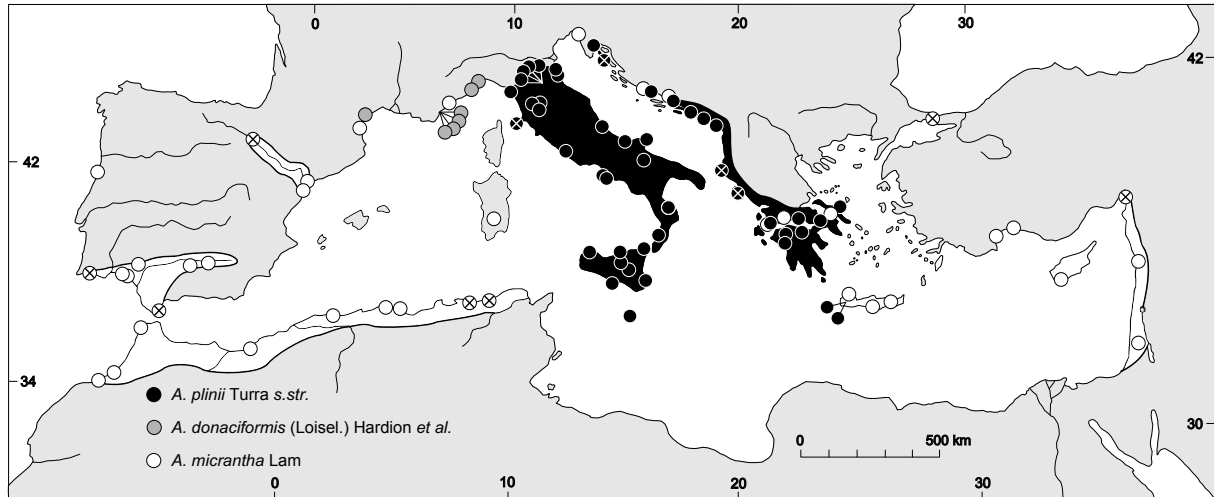 0 10 20 30
42 42
34 30
A. plinii Turra s.str.
A. donaciformis (Loisel.) Hardion et al.
A. micrantha Lam
0 500 km
0 10 20 30